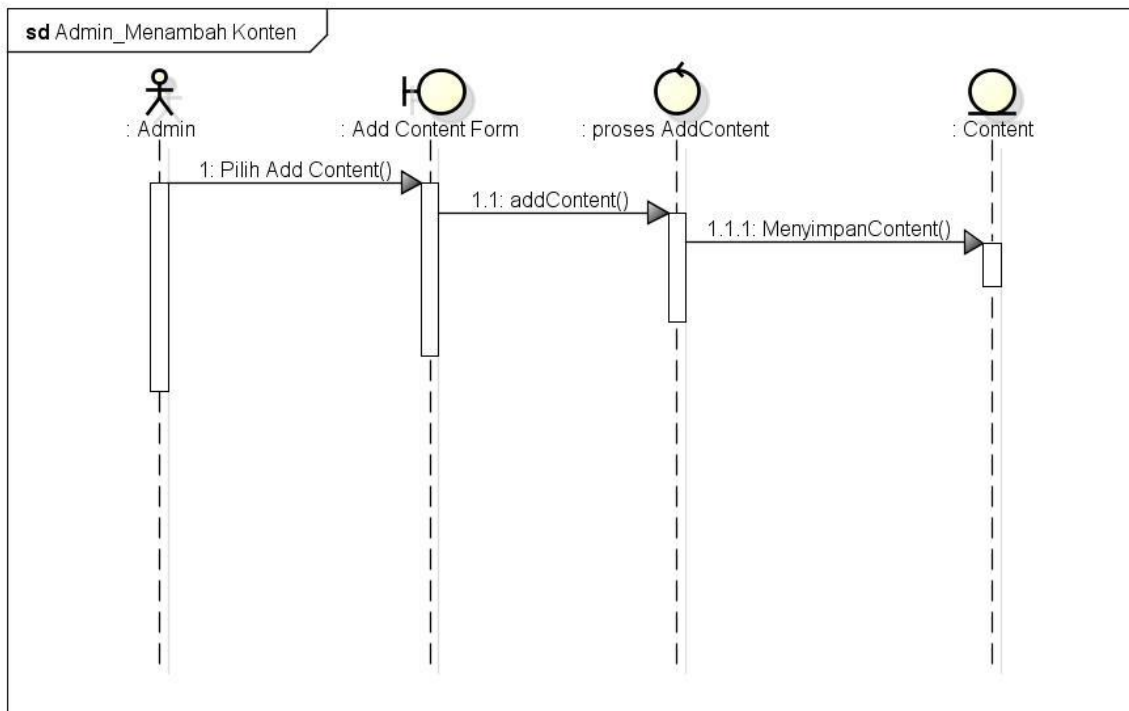 sd Admin_Menambah Konten
: Admin
: Add Content Form
: proses AddContent
: Content
1: Pilih Add Content()
1.1: addContent()
1.1.1: MenyimpanContent()